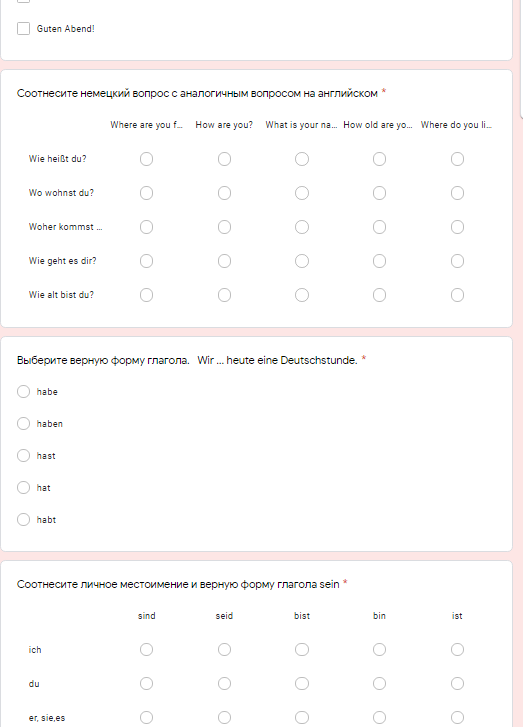 Guten Abend!
Соотнесите немецкий вопрос с аналогичным вопросом на английском *
Where are you f... How are you? What is your na... How old are yo... Where do you li...
Wie heißt du?
Wo wohnst du?
Woher kommst ...
Wie geht es dir?
Wie alt bist du?
Выберите верную форму глагола. Wir ... heute eine Deutschstunde. *
habe
haben
hast
hat
habt
Соотнесите личное местоимение и верную форму глагола sein *
sind seid bist bin ist
ich
du
er, sie,es